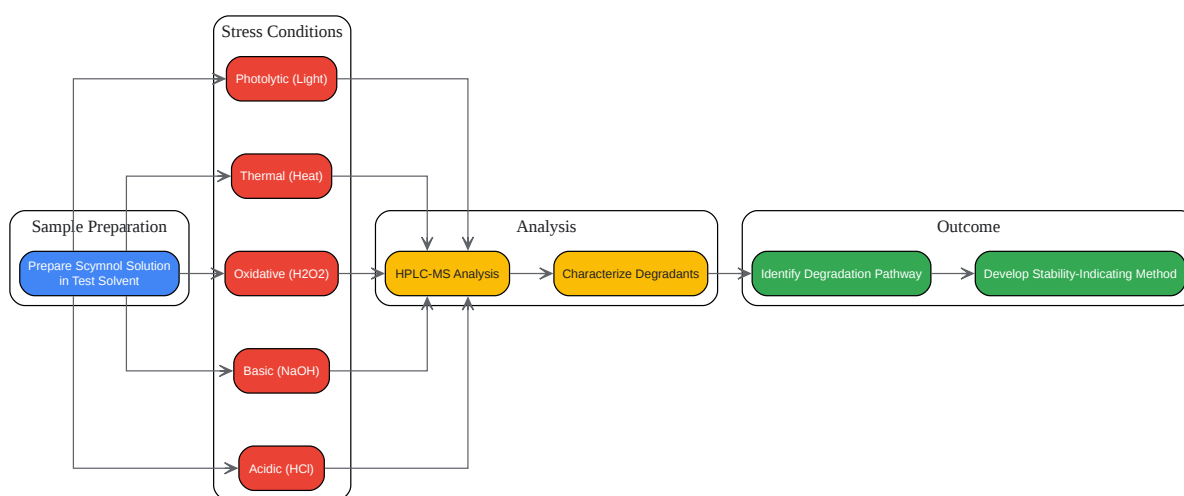 Stress Conditions
Photolytic (Light)
Thermal (Heat)
Sample Preparation
Analysis
Outcome
Prepare Scymnol Solution
in Test Solvent
Oxidative (H2O2)
HPLC-MS Analysis
Characterize Degradants
Identify Degradation Pathway
Develop Stability-Indicating Method
Basic (NaOH)
Acidic (HCl)